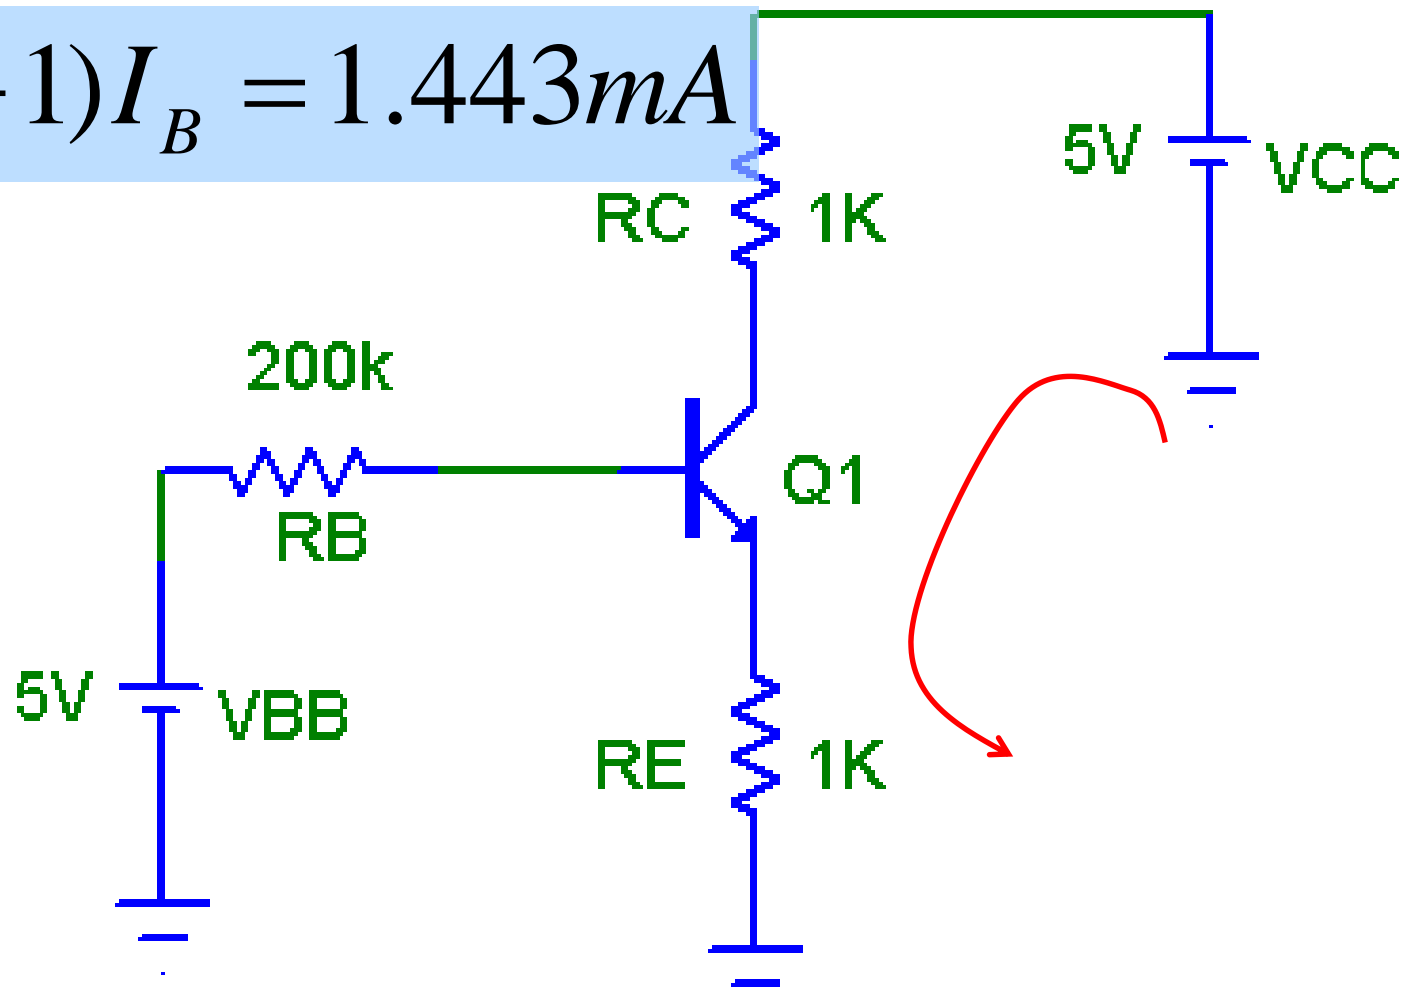 -1)I_B = 1.443mA
5V VCC
RC 1K
200k
Q1
RB
5V VBB
RE 1K